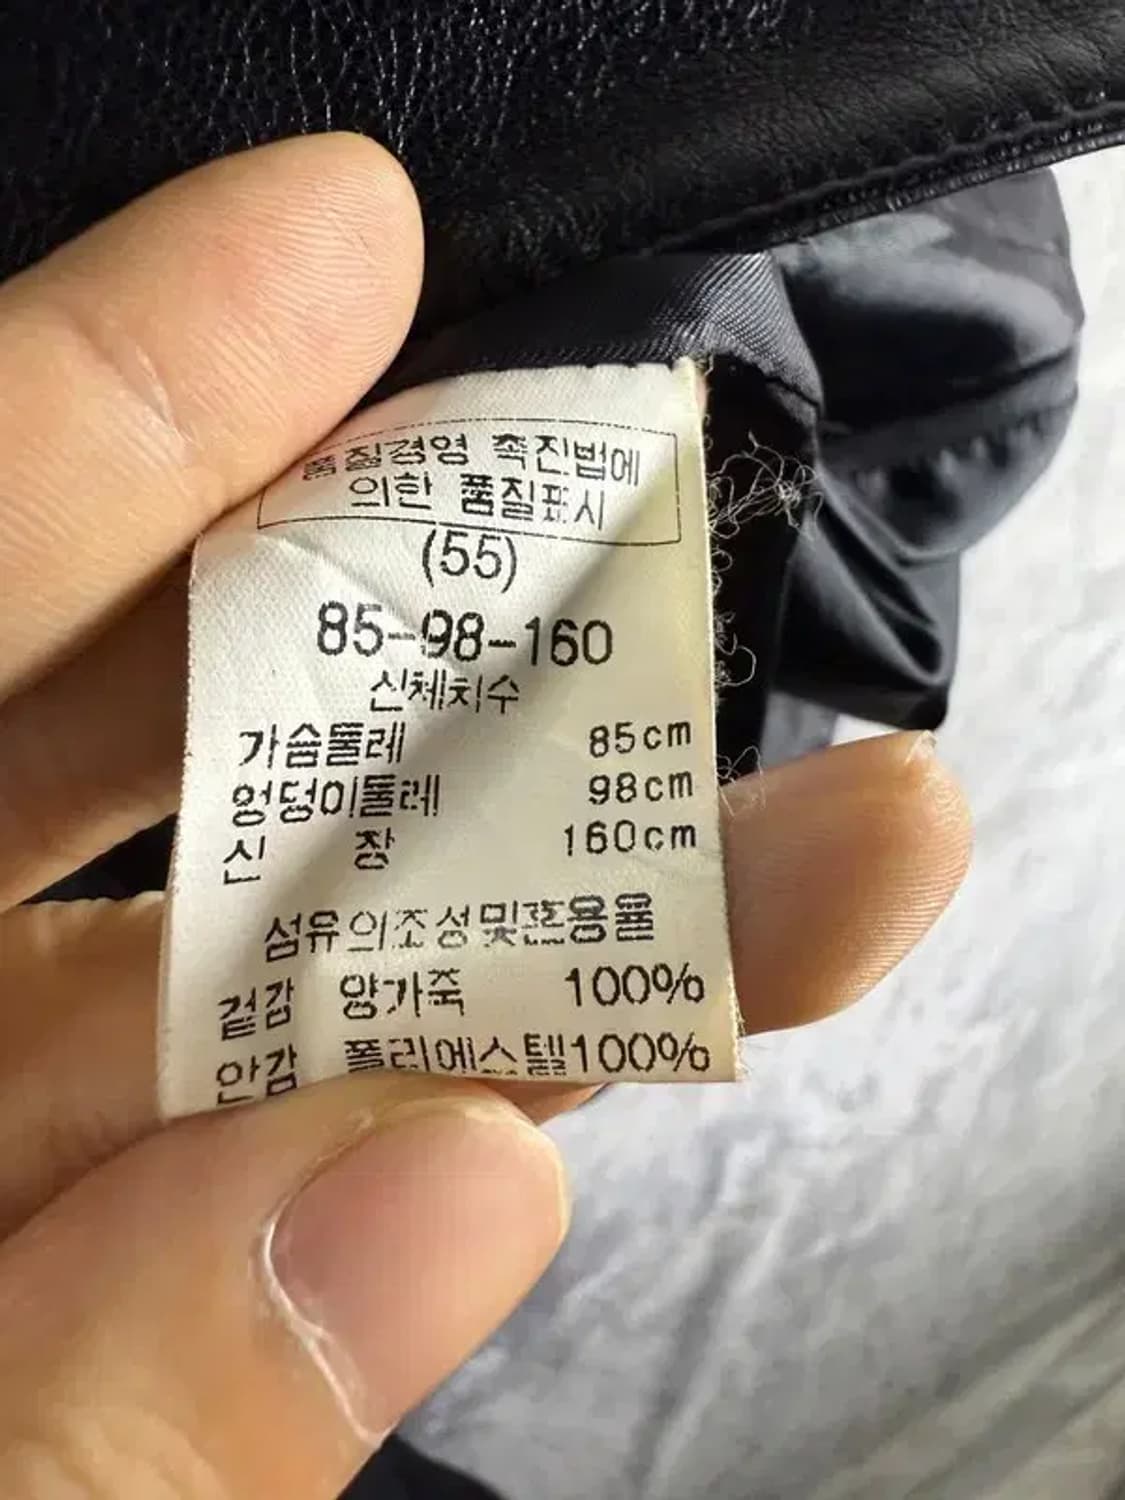 품질경영 촉진법에
의한 품질표시
(55)
85-98-160
신체치수
가슴둘레 85cm
엉덩이둘레 98cm
신 장 160cm
섬유의조성및혼용율
겉감 양가죽 100%
안감 폴리에스텔100%